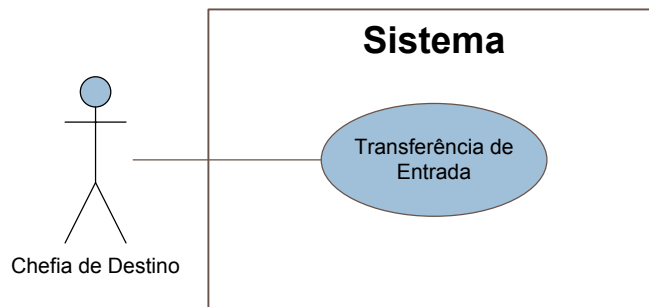 Sistema
Transferência de
Entrada
Chefia de Destino